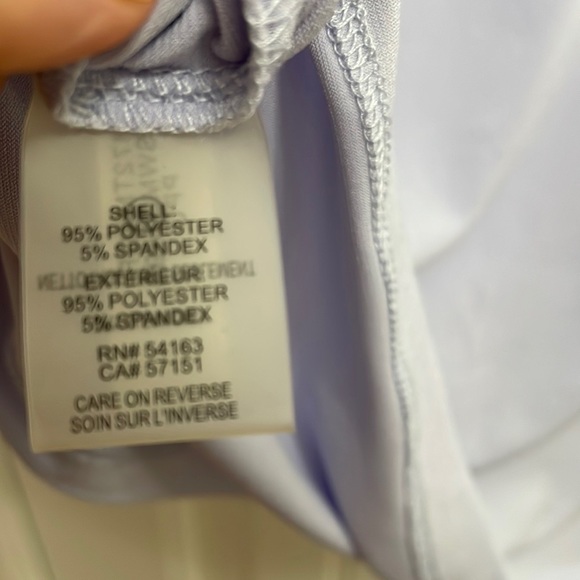 SHELL:
95% POLYESTER
5% SPANDEX
EXTÉRIEUR
95% POLYESTER
5% SPANDEX
RN# 54163
CA# 57151
CARE ON REVERSE
SOIN SUR L'INVERSE